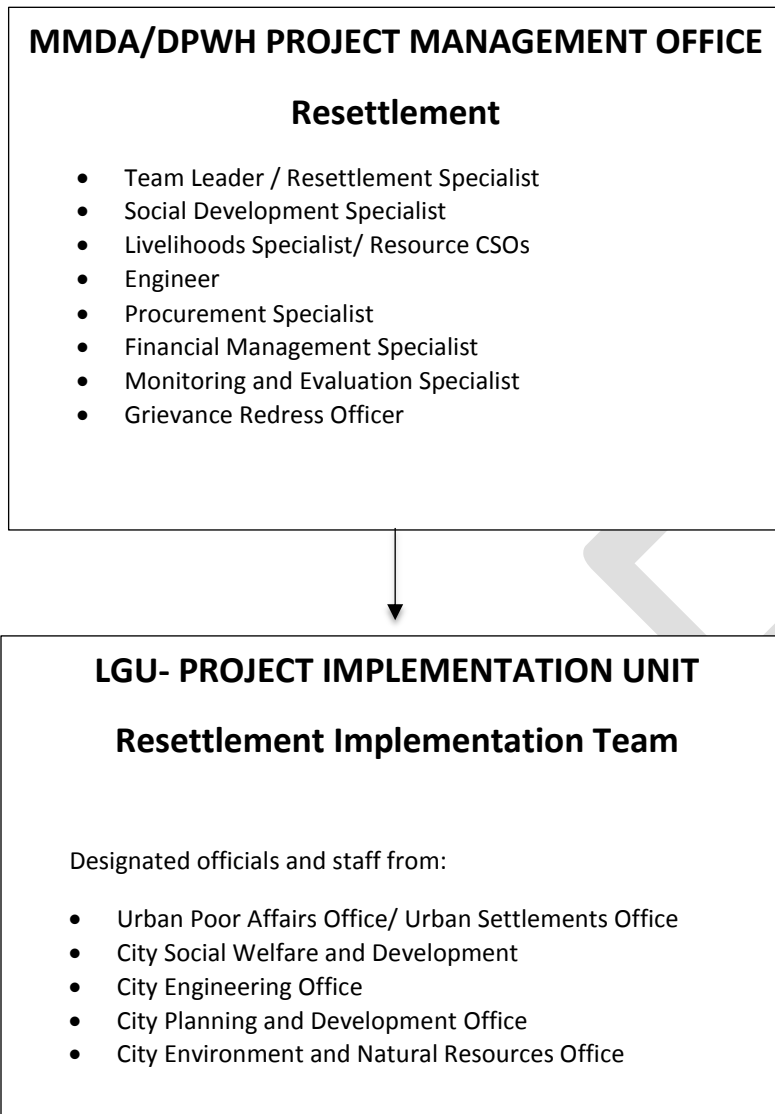 MMDA/DPWH PROJECT MANAGEMENT OFFICE
Resettlement
• Team Leader / Resettlement Specialist
• Social Development Specialist
• Livelihoods Specialist/ Resource CSOs
• Engineer
• Procurement Specialist
• Financial Management Specialist
• Monitoring and Evaluation Specialist
• Grievance Redress Officer
LGU- PROJECT IMPLEMENTATION UNIT
Resettlement Implementation Team
Designated officials and staff from:
• Urban Poor Affairs Office/ Urban Settlements Office
• City Social Welfare and Development
• City Engineering Office
• City Planning and Development Office
• City Environment and Natural Resources Office